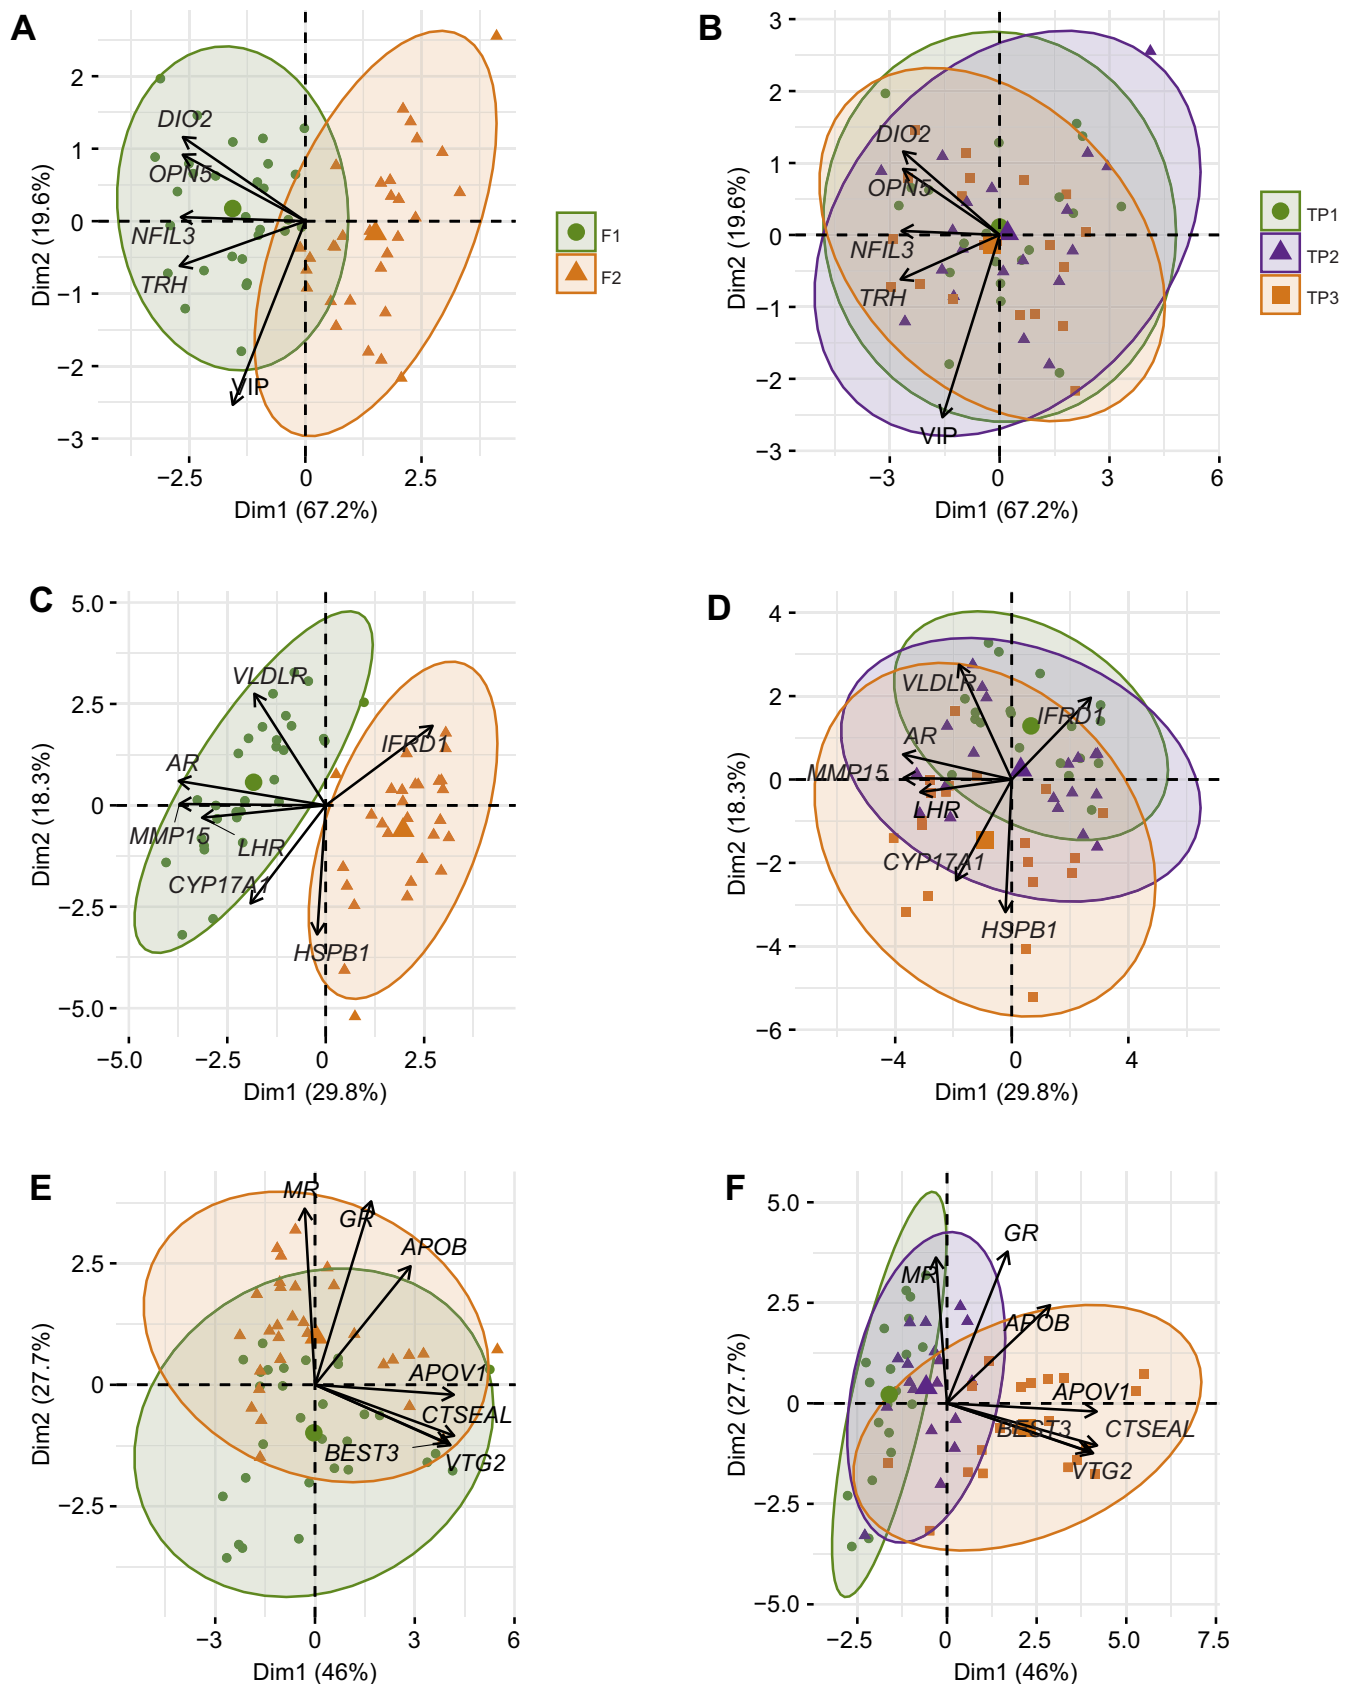 A
Dim2 (19.6%)
2
1
0
−1
−2
−3
DIO2
OPN5
NFIL3
TRH
VIP
−2.5
0
2.5
Dim1 (67.2%)
F1
F2
B
Dim2 (19.6%)
3
2
1
0
−1
−2
−3
DIO2
OPN5
NFIL3
TRH
VIP
−3
0
3
6
Dim1 (67.2%)
TP1
TP2
TP3
C
Dim2 (18.3%)
5.0
2.5
0
−2.5
−5.0
VLDLR
IFRD1
AR
MMP15
LHR
CYP17A1
HSPB1
−5.0
−2.5
0
2.5
Dim1 (29.8%)
D
Dim2 (18.3%)
4
2
0
−2
−4
−6
VLDLR
IFRD1
AR
MMP15
LHR
CYP17A1
HSPB1
−4
0
4
Dim1 (29.8%)
E
Dim2 (27.7%)
2.5
0
−2.5
MR
GR
APOB
APOV1
CTSEAL
BEST3
VTG2
−3
0
3
6
Dim1 (46%)
F
Dim2 (27.7%)
5.0
2.5
0
−2.5
−5.0
GR
MR
APOB
APOV1
BEST3
CTSEAL
VTG2
−2.5
0
2.5
5.0
7.5
Dim1 (46%)